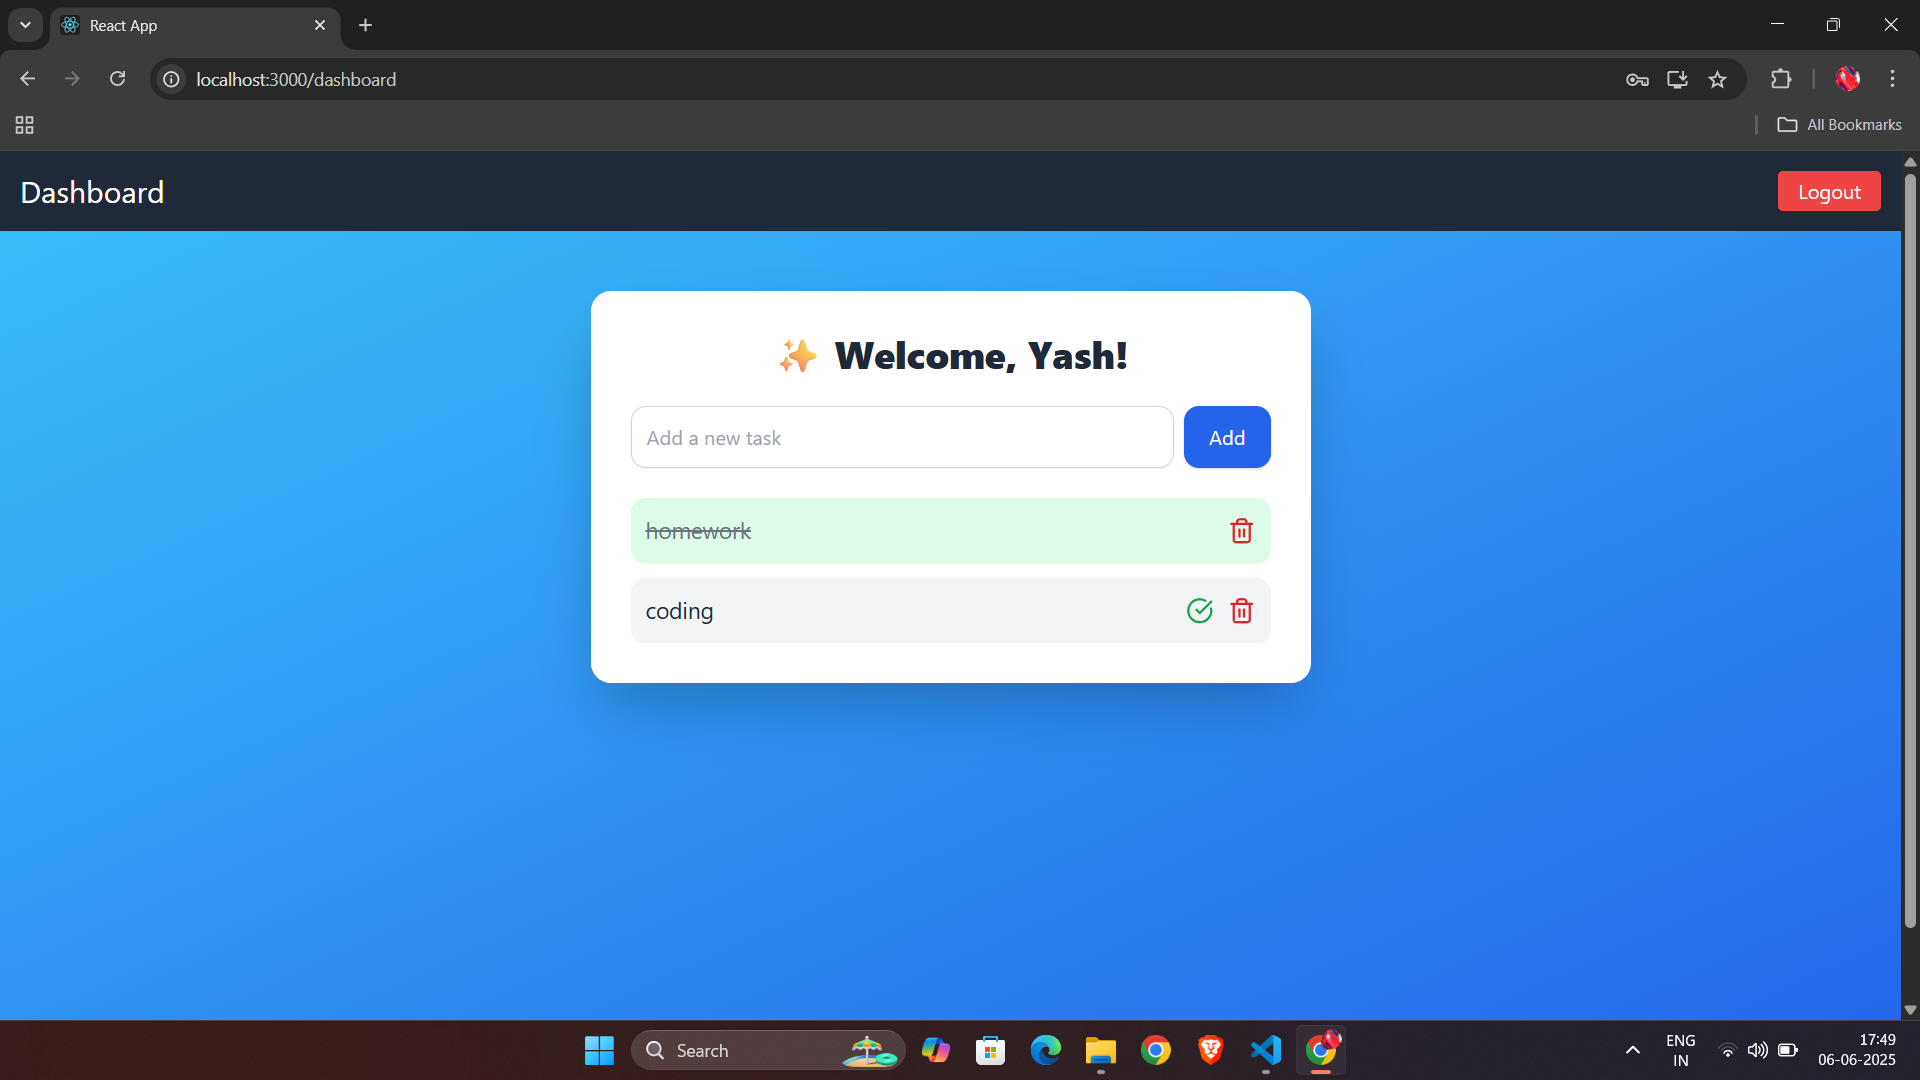 React App
localhost:3000/dashboard
All Bookmarks
Dashboard
Logout
✨ Welcome, Yash!
Add a new task
Add
homework
coding
Search
ENG
IN
17:49
06-06-2025